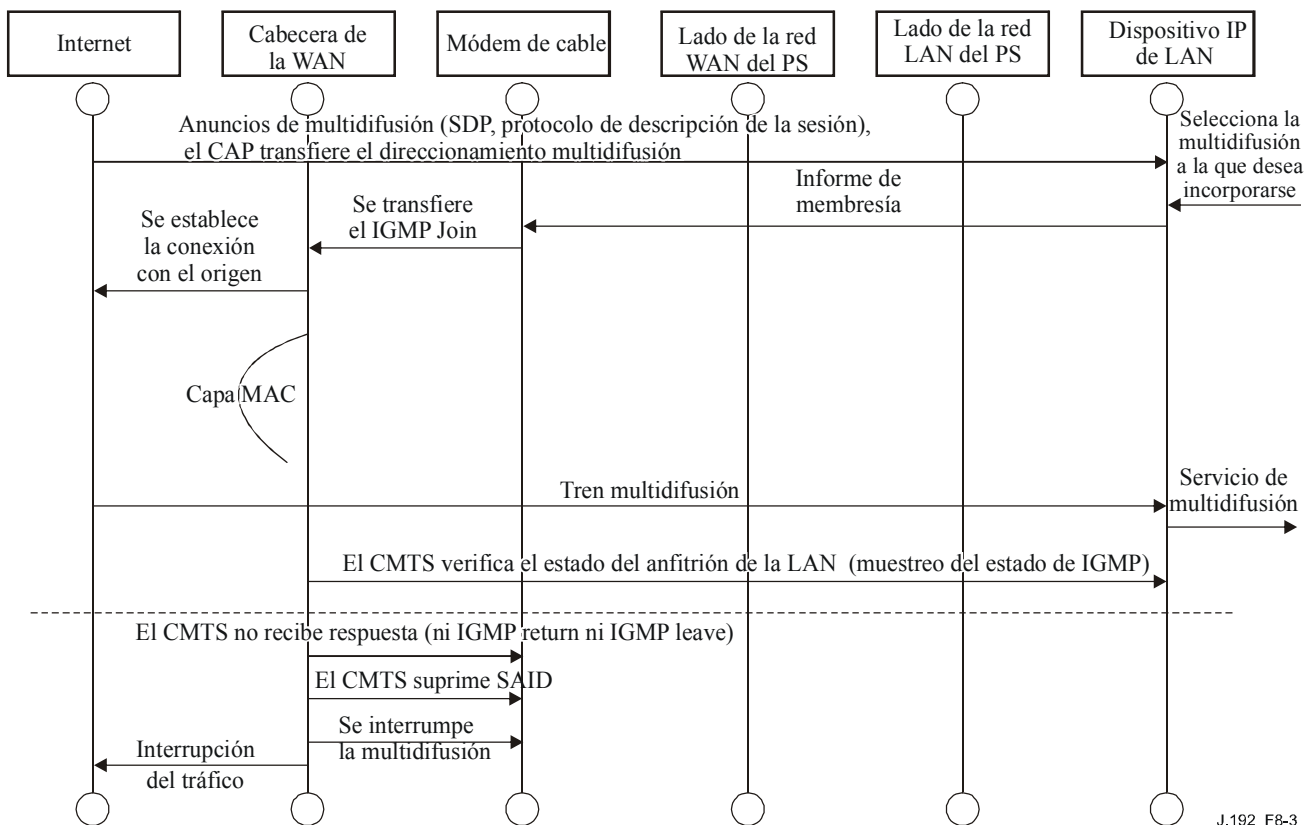 Internet
Cabecera de
la WAN
Módem de cable
Lado de la red
WAN del PS
Lado de la red
LAN del PS
Dispositivo IP
de LAN
Anuncios de multidifusión (SDP, protocolo de descripción de la sesión),
el CAP transfiere el direccionamiento multidifusión
Selecciona la
multidifusión
a la que desea
incorporarse
Informe de
membresía
Se transfiere
el IGMP Join
Se establece
la conexión
con el origen
Capa MAC
Tren multidifusión
Servicio de
multidifusión
El CMTS verifica el estado del anfitrión de la LAN (muestreo del estado de IGMP)
El CMTS no recibe respuesta (ni IGMP return ni IGMP leave)
El CMTS suprime SAID
Se interrumpe
la multidifusión
Interrupción
del tráfico
J.192_F8-3